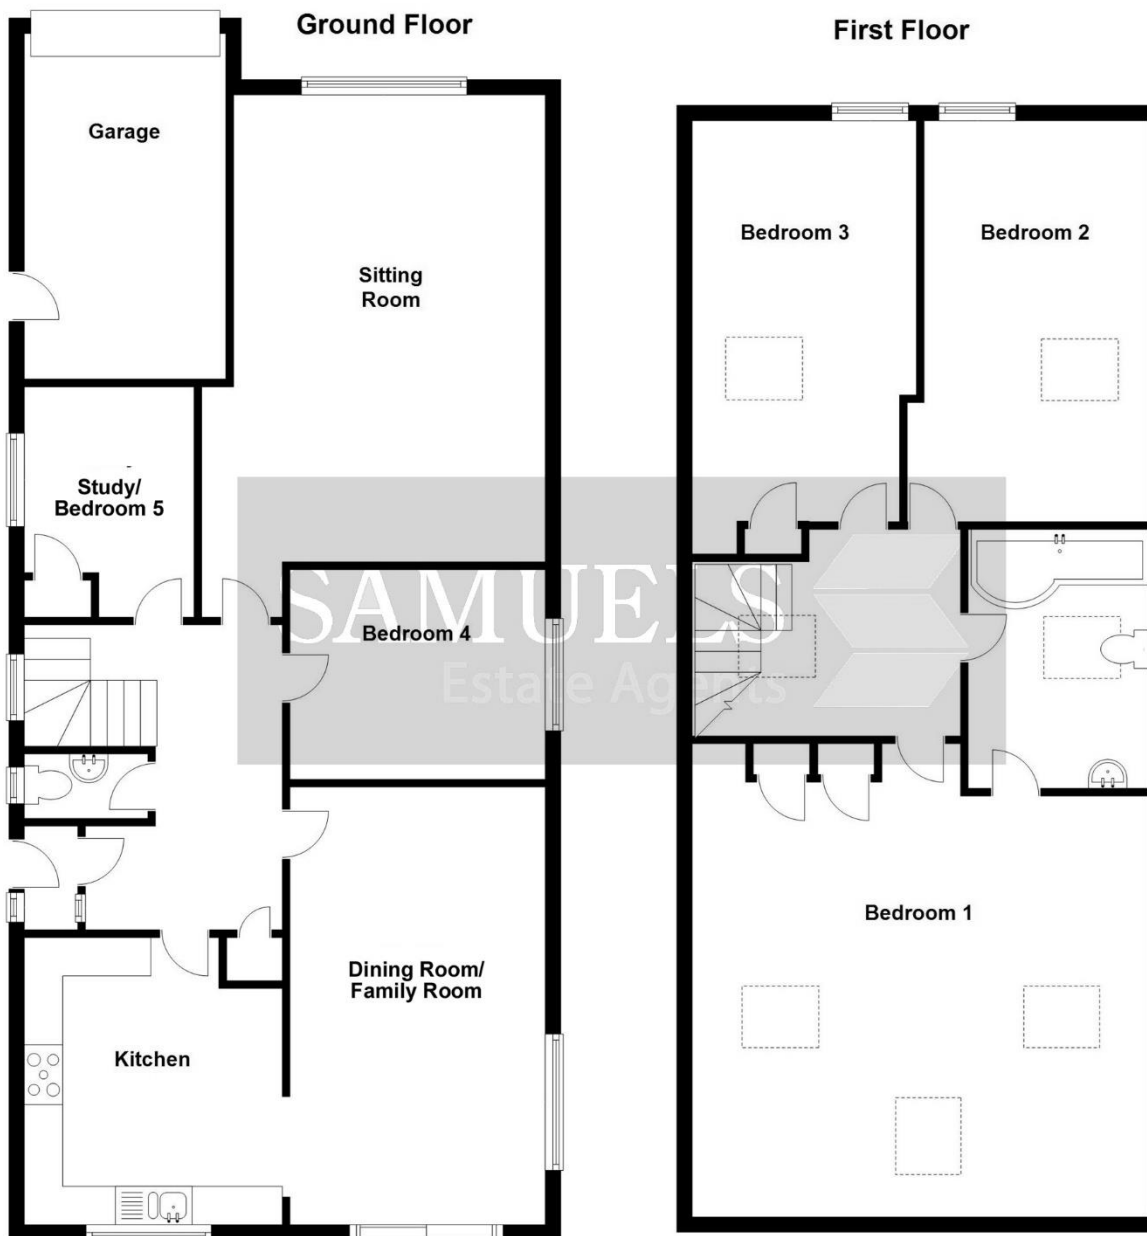 Ground Floor
First Floor
Garage
Sitting
Room
Bedroom 3
Bedroom 2
Study/
Bedroom 5
SAMUELS
Estate Agents
Bedroom 4
Bedroom 1
Dining Room/
Family Room
Kitchen